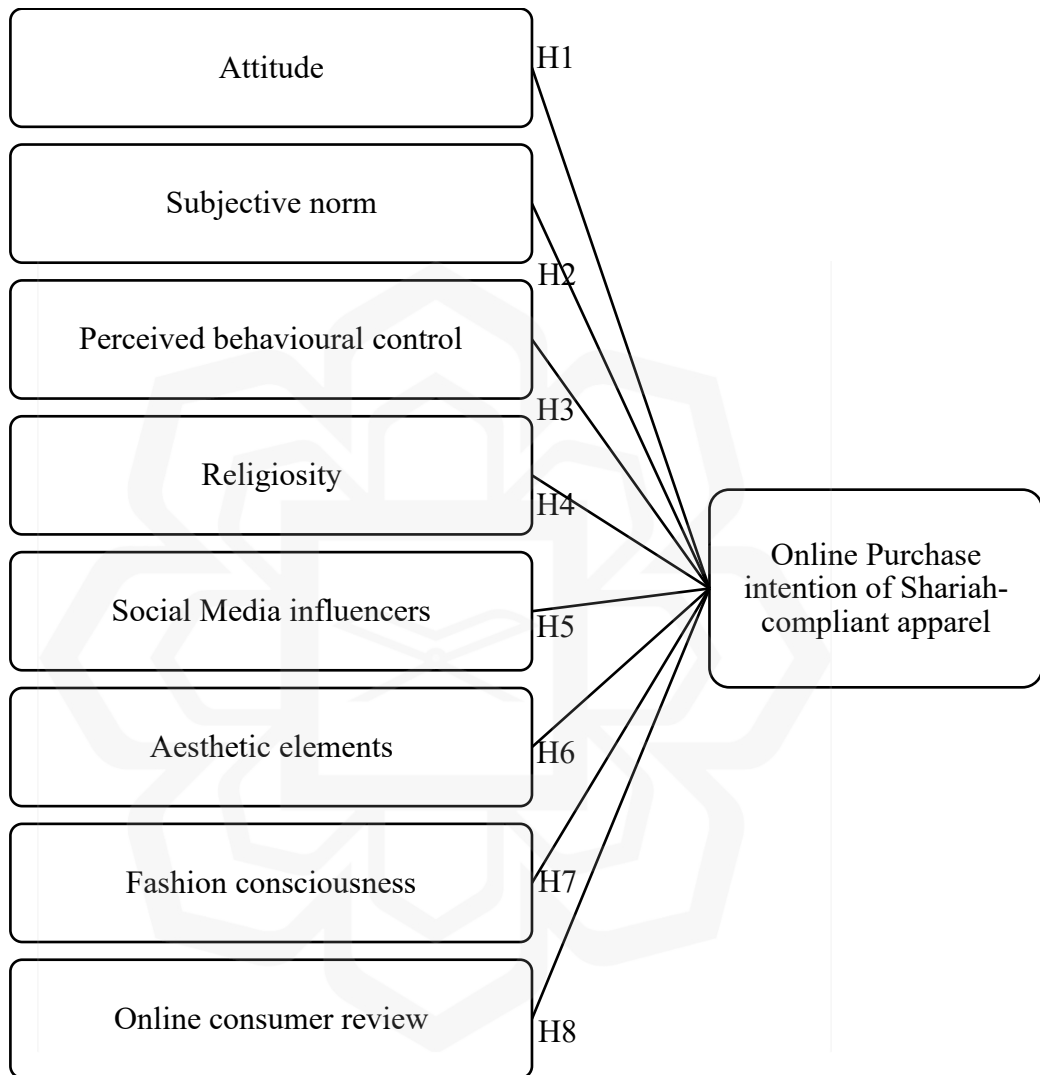 Attitude
H1
Subjective norm
H2
Perceived behavioural control
H3
Religiosity
H4
Social Media influencers
H5
Aesthetic elements
H6
Fashion consciousness
H7
Online consumer review
H8
Online Purchase
intention of Shariah-
compliant apparel